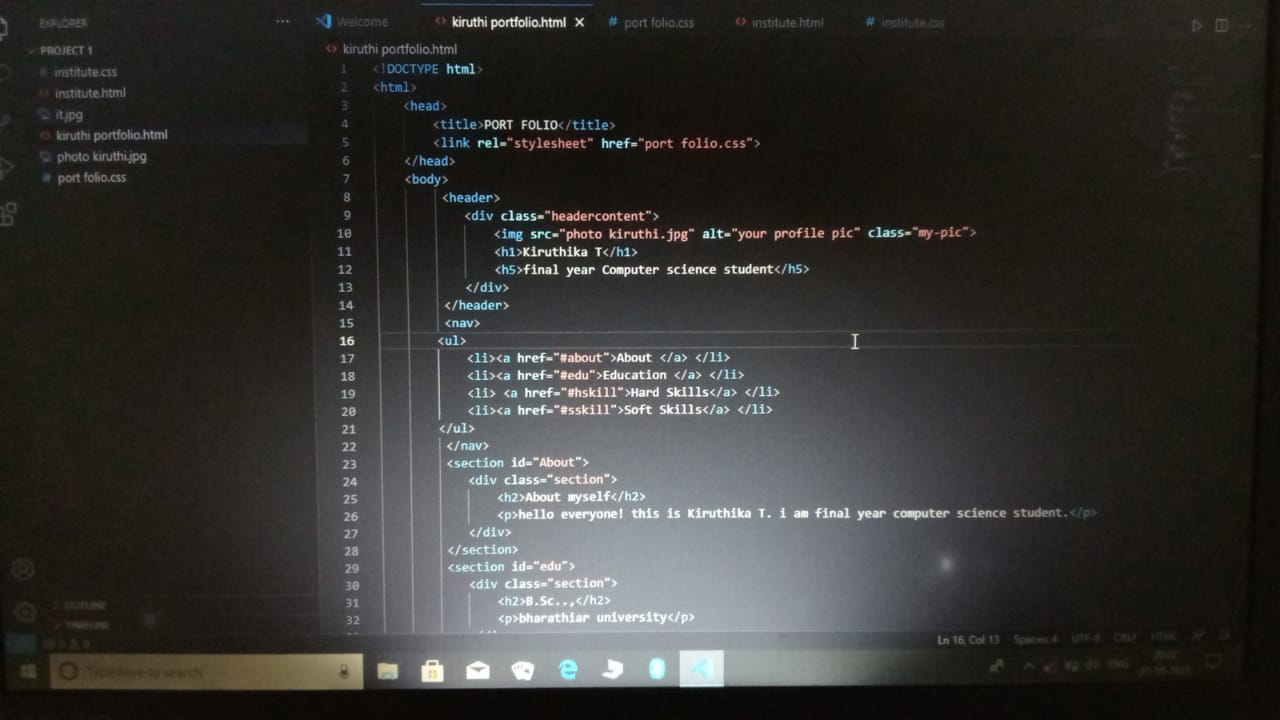 EXPLORER
PROJECT 1
institute.css
institute.html
it.jpg
kiruthi portfolio.html
photo kiruthi.jpg
port folio.css
OUTLINE
TIMELINE
Welcome
kiruthi portfolio.html
port folio.css
institute.html
institute.css
kiruthi portfolio.html
1 <!DOCTYPE html>
2 <html>
3 <head>
4 <title>PORT FOLIO</title>
5 <link rel="stylesheet" href="port folio.css">
6 </head>
7 <body>
8 <header>
9 <div class="headercontent">
10 <img src="photo kiruthi.jpg" alt="your profile pic" class="my-pic">
11 <h1>Kiruthika T</h1>
12 <h5>final year Computer science student</h5>
13 </div>
14 </header>
15 <nav>
16 <ul>
17 <li><a href="#about">About </a> </li>
18 <li><a href="#edu">Education </a> </li>
19 <li> <a href="#hskill">Hard Skills</a> </li>
20 <li><a href="#sskill">Soft Skills</a> </li>
21 </ul>
22 </nav>
23 <section id="About">
24 <div class="section">
25 <h2>About myself</h2>
26 <p>hello everyone! this is Kiruthika T. i am final year computer science student.</p>
27 </div>
28 </section>
29 <section id="edu">
30 <div class="section">
31 <h2>B.Sc..,</h2>
32 <p>bharathiar university</p>
Ln 16, Col 13 Spaces: 4 UTF-8 CRLF HTML
Type here to search
ENG